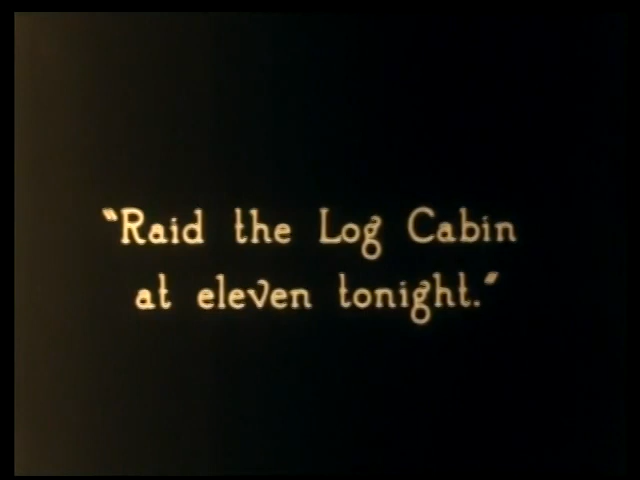 "Raid the Log Cabin
at eleven tonight."